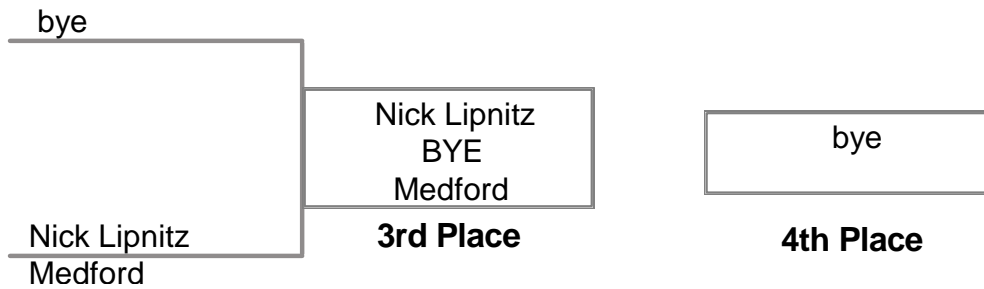 bye
Nick Lipnitz
Medford
Nick Lipnitz
BYE
Medford
3rd Place
bye
4th Place